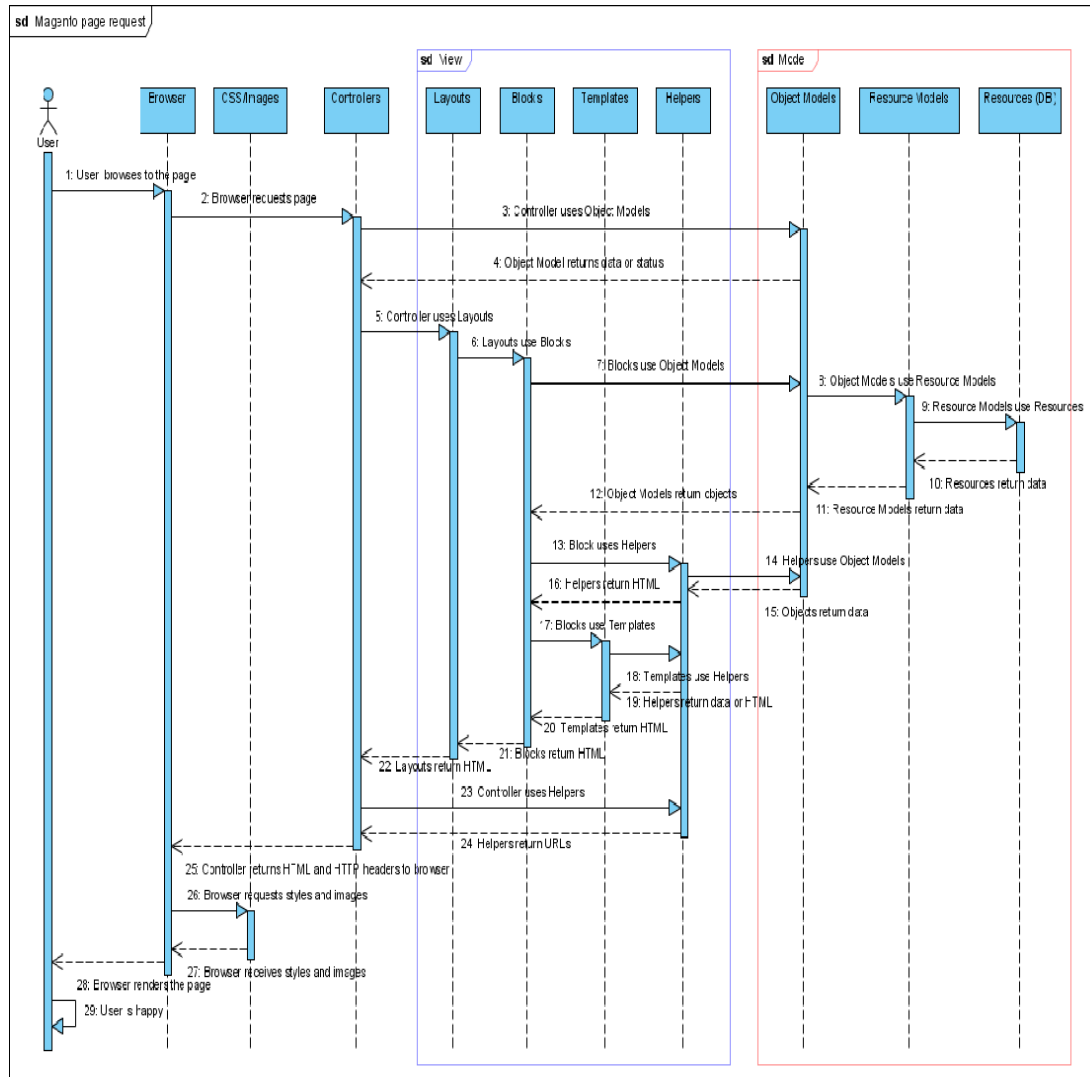 sd Magento page request
sd View
sd Mode
User
Browser
CSS/Images
Controlers
Layouts
Blocks
Templates
Helpers
Object Models
Resource Models
Resources (DB)
1: User browses to the page
2: Browser requests page
3: Controller uses Object Models
4: Object Model returns data or status
5: Controller uses Layouts
6: Layouts use Blocks
7: Blocks use Object Models
8: Object Models use Resource Models
9: Resource Models use Resources
10: Resources return data
11: Resource Models return data
12: Object Models return objects
13: Block uses Helpers
14 Helpers use Object Models
15: Objects return data
16: Helpers return HTML
17: Blocks use Templates
18: Templates use Helpers
19: Helpers return data or HTML
20 Templates return HTML
21: Blocks return HTML
22: Layouts return HTML
23 Controller uses Helpers
24 Helpers return URLs
25: Controller returns HTML and HTTP headers to browser
26: Browser requests styles and images
27: Browser receives styles and images
28: Browser renders the page
29: User is happy